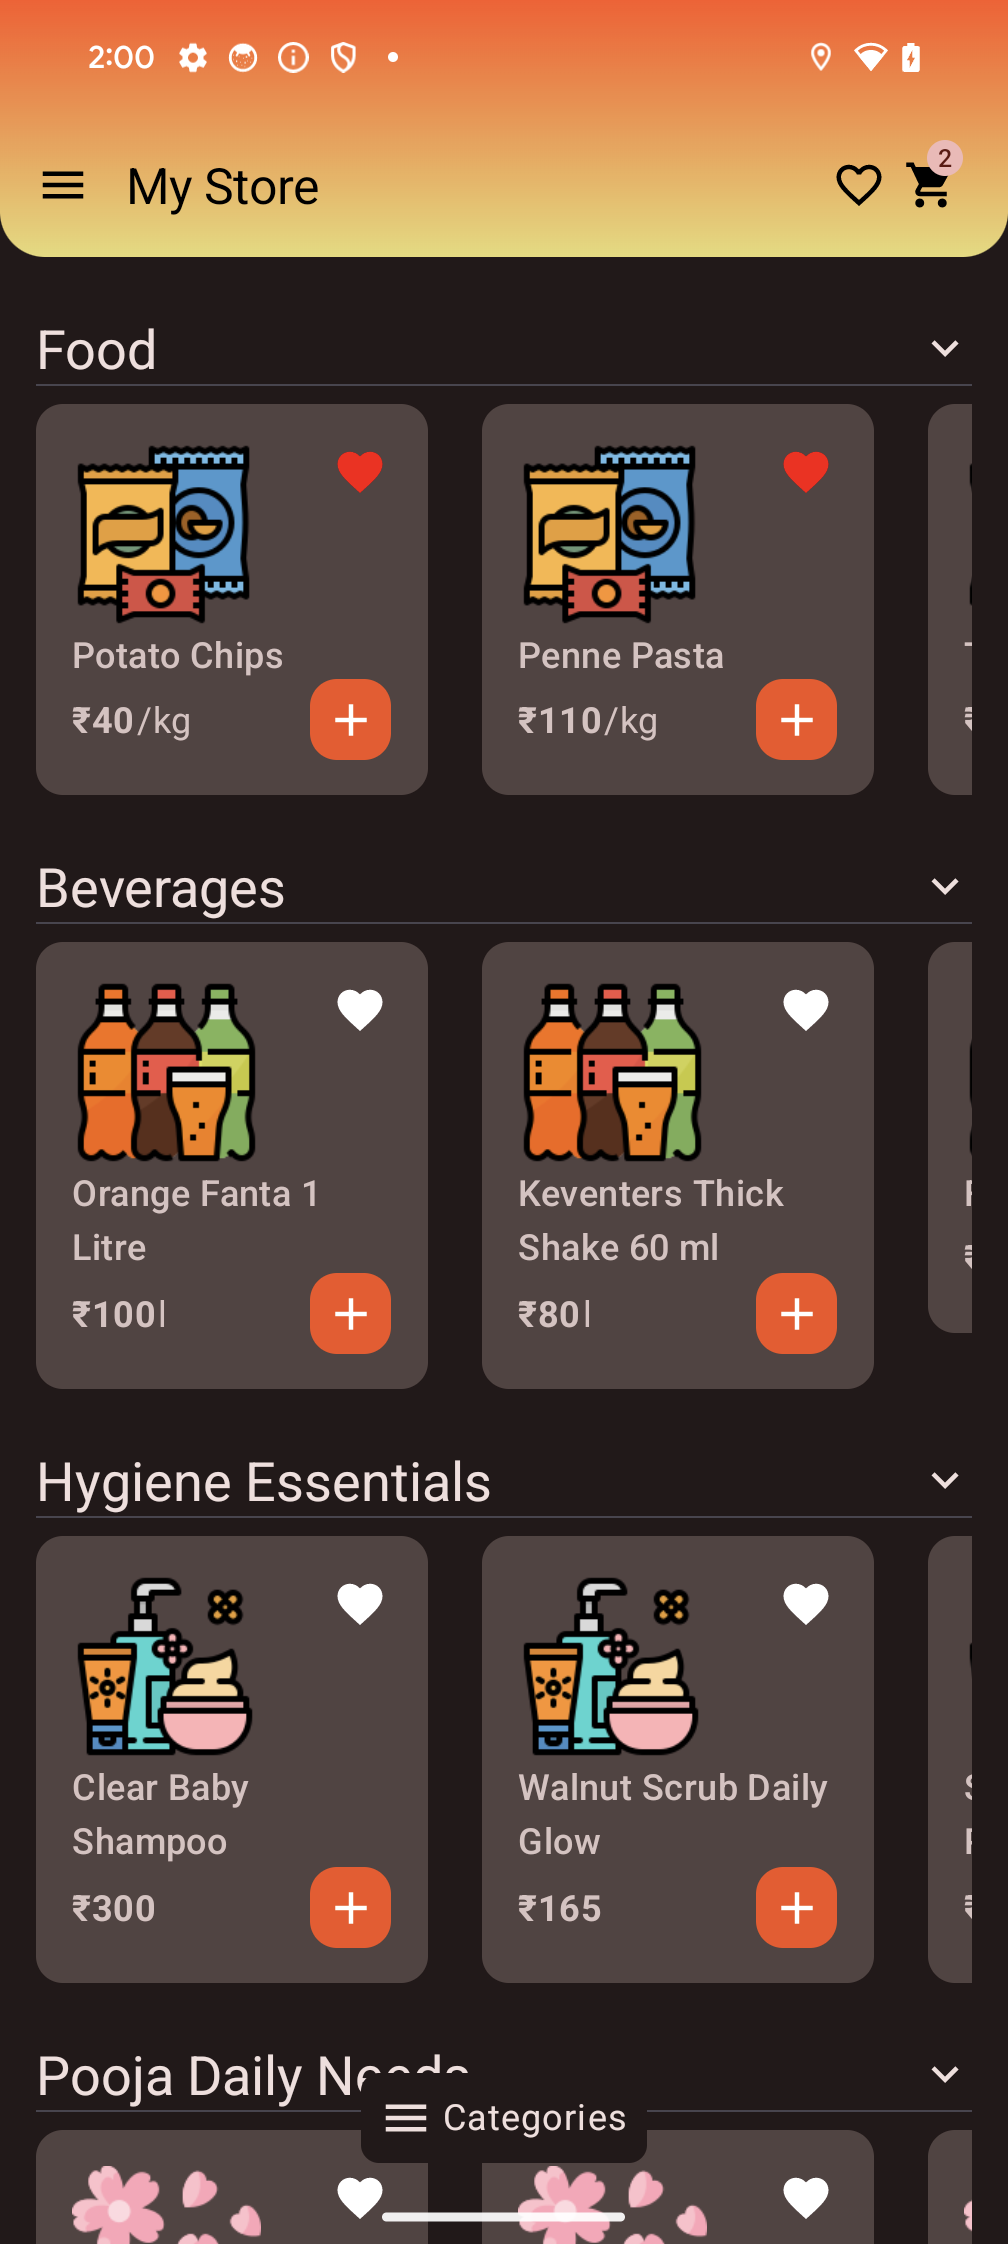 2:00
My Store
2
Food
Potato Chips
Penne Pasta
₹40/kg
₹110/kg
Beverages
Orange Fanta 1
Litre
Keventers Thick
Shake 60 ml
₹100l
₹80l
Hygiene Essentials
Clear Baby
Shampoo
Walnut Scrub Daily
Glow
₹300
₹165
Pooja Daily Needs
Categories